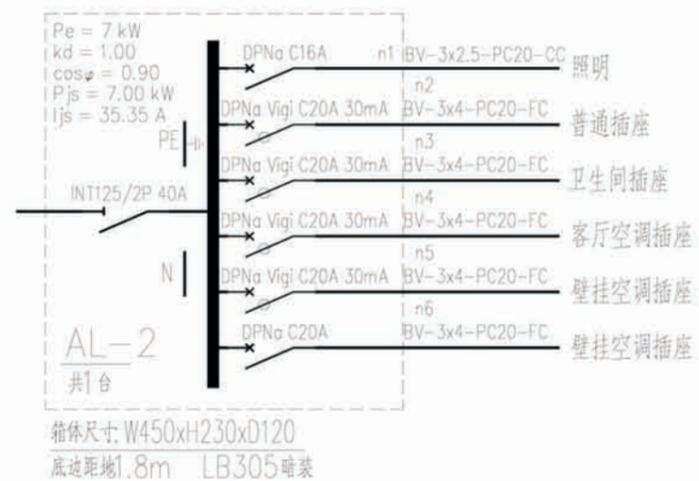 Pe = 7 kW
kd = 1.00
cosφ = 0.90
Pjs = 7.00 kW
Ijs = 35.35 A
PE
INT125/2P 40A
N
AL-2
共1台
DPNa C16A n1 BV-3x2.5-PC20-CC 照明
n2
DPNa Vigi C20A 30mA BV-3x4-PC20-FC 普通插座
n3
DPNa Vigi C20A 30mA BV-3x4-PC20-FC 卫生间插座
n4
DPNa Vigi C20A 30mA BV-3x4-PC20-FC 客厅空调插座
n5
DPNa Vigi C20A 30mA BV-3x4-PC20-FC 壁挂空调插座
n6
DPNa C20A BV-3x4-PC20-FC 壁挂空调插座
箱体尺寸: W450xH230xD120
底边距地1.8m LB305暗装